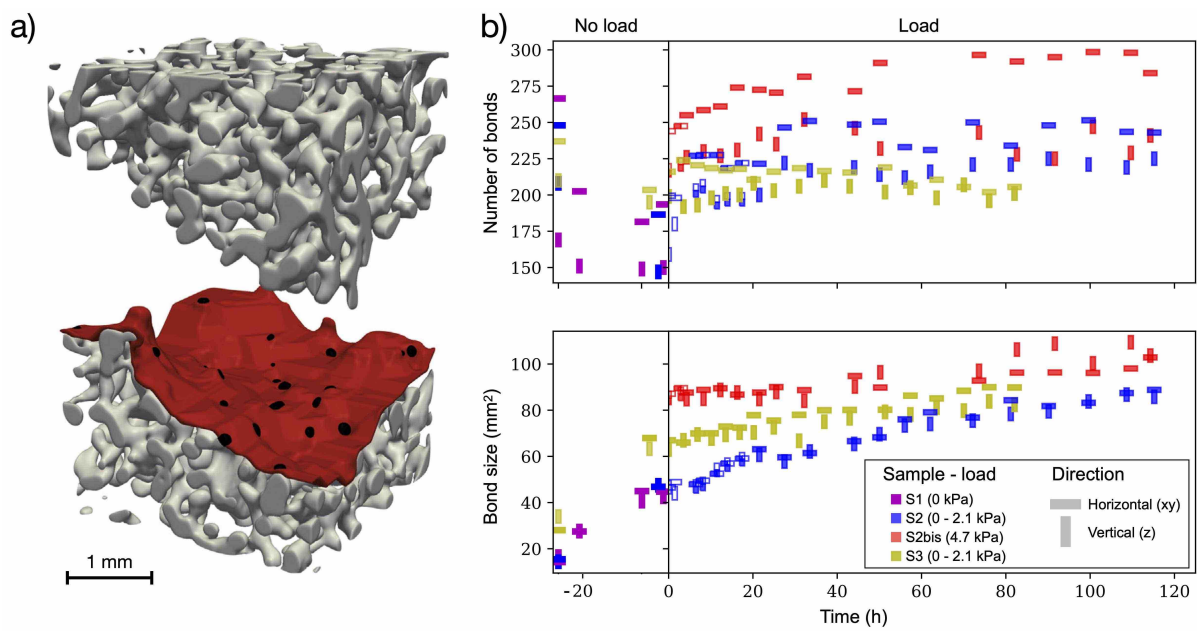 a)
1 mm
b)
No load
Load
Number of bonds
300
275
250
225
200
175
150
Bond size (mm²)
100
80
60
40
20
Sample - load
S1 (0 kPa)
S2 (0 - 2.1 kPa)
S2bis (4.7 kPa)
S3 (0 - 2.1 kPa)
Direction
Horizontal (xy)
Vertical (z)
-20
0
20
40
60
80
100
120
Time (h)